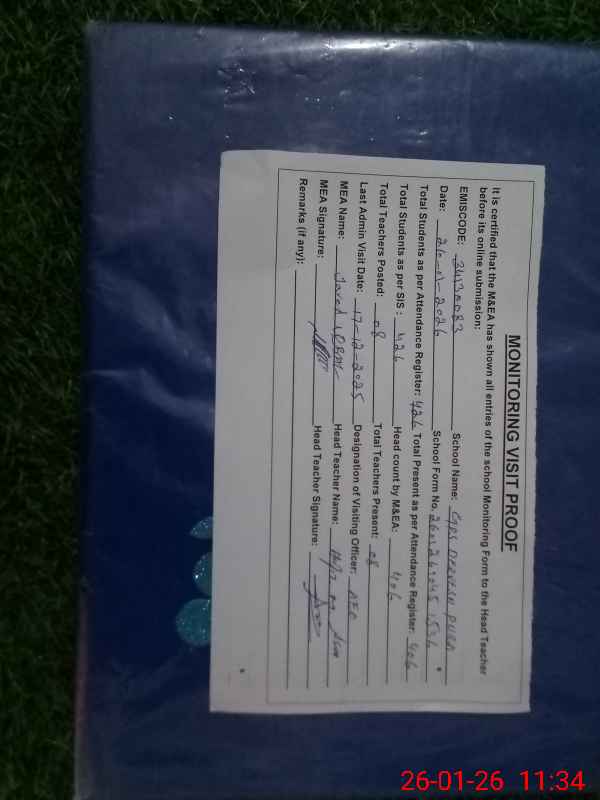 MONITORING VISIT PROOF
It is certified that the M&EA has shown all entries of the school Monitoring Form to the Head Teacher
before its online submission:
EMISCODE: 34130083 School Name: GPS
Date: 26-01-2026 School Form No.
Total Students as per Attendance Register: 426 Total Present as per Attendance Register: 406
Total Students as per SIS : 426 Head count by M&EA: 406
Total Teachers Posted: 08 Total Teachers Present: 08
Last Admin Visit Date: 17-12-2025 Designation of Visiting Officer: AEO
MEA Name: Javed Head Teacher Name:
MEA Signature: Head Teacher Signature:
Remarks (if any):
26-01-26 11:34